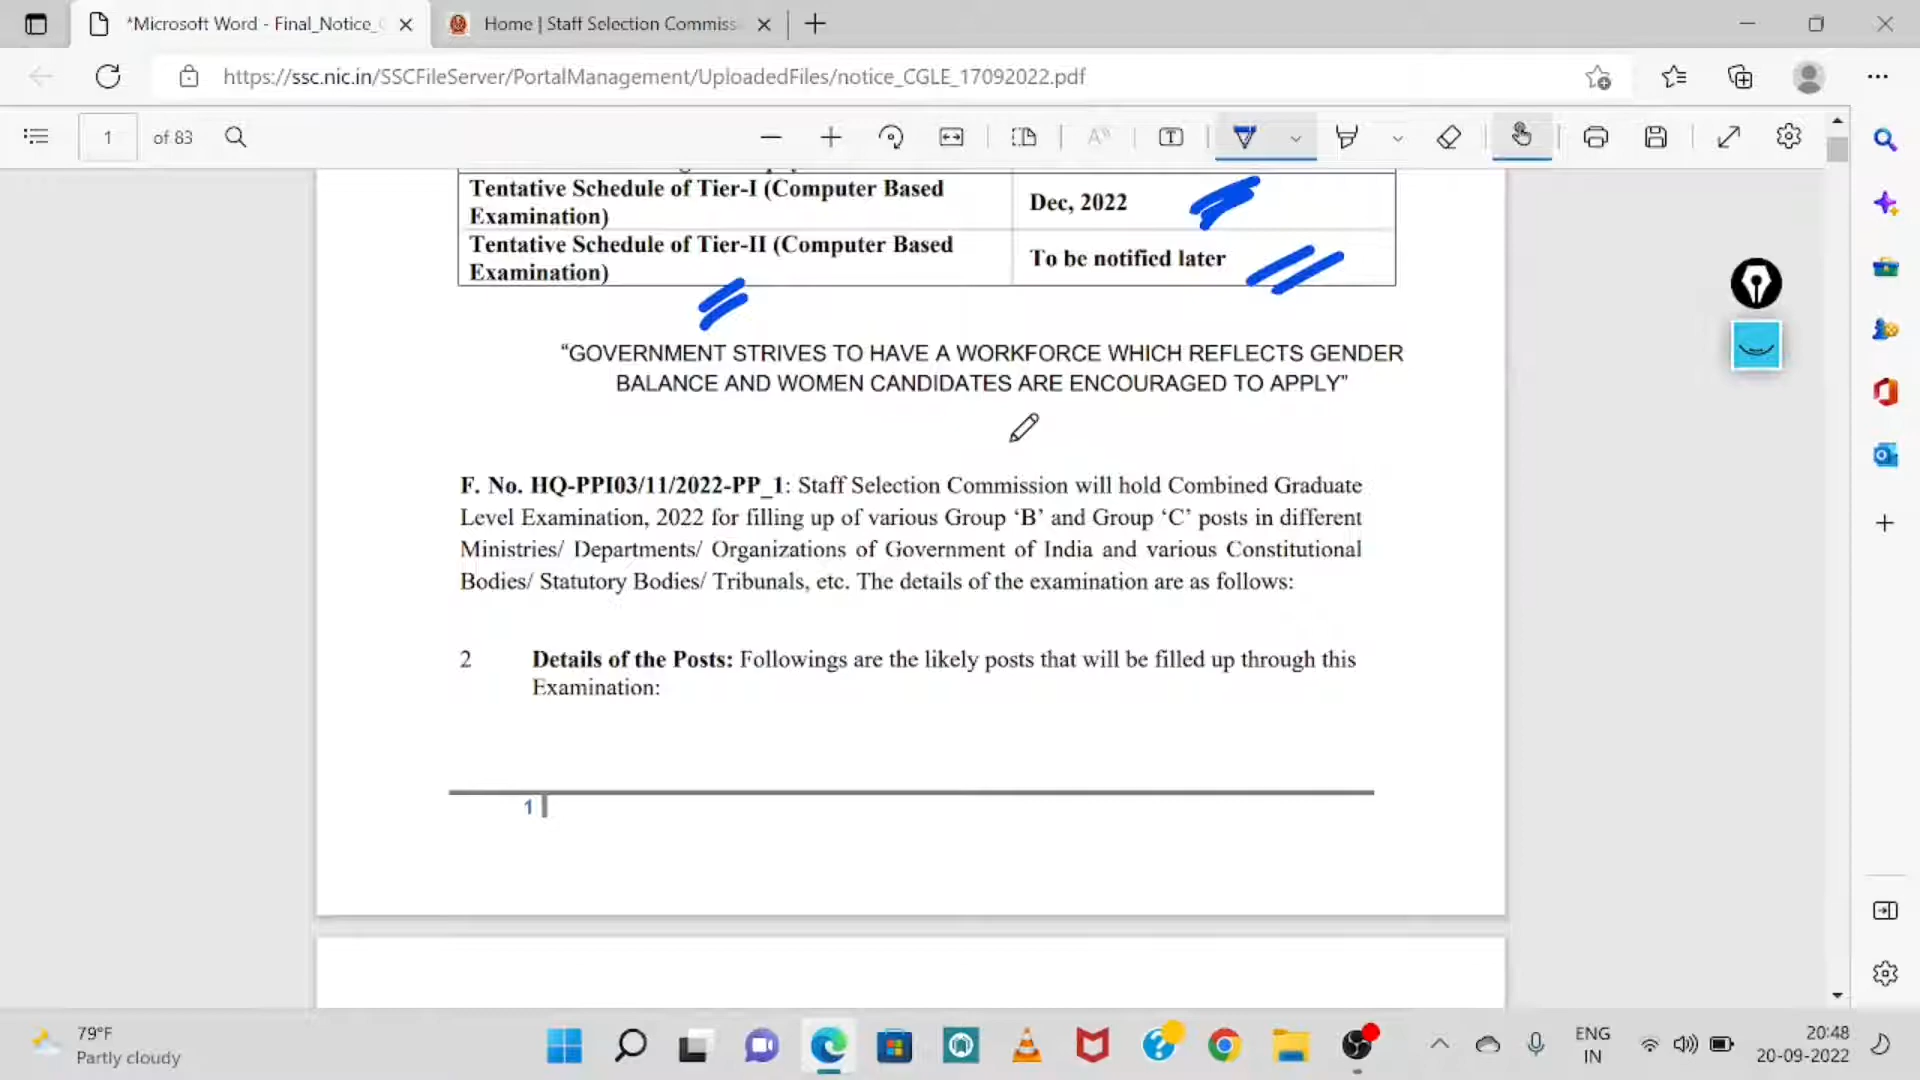 *Microsoft Word - Final_Notice_
Home | Staff Selection Commiss
https://ssc.nic.in/SSCFileServer/PortalManagement/UploadedFiles/notice_CGLE_17092022.pdf
1 of 83
Tentative Schedule of Tier-I (Computer Based
Examination)
Dec, 2022
Tentative Schedule of Tier-II (Computer Based
Examination)
To be notified later
“GOVERNMENT STRIVES TO HAVE A WORKFORCE WHICH REFLECTS GENDER
BALANCE AND WOMEN CANDIDATES ARE ENCOURAGED TO APPLY”
F. No. HQ-PPI03/11/2022-PP_1: Staff Selection Commission will hold Combined Graduate
Level Examination, 2022 for filling up of various Group ‘B’ and Group ‘C’ posts in different
Ministries/ Departments/ Organizations of Government of India and various Constitutional
Bodies/ Statutory Bodies/ Tribunals, etc. The details of the examination are as follows:
2 Details of the Posts: Followings are the likely posts that will be filled up through this
Examination:
1
79°F
Partly cloudy
ENG
IN
20:48
20-09-2022